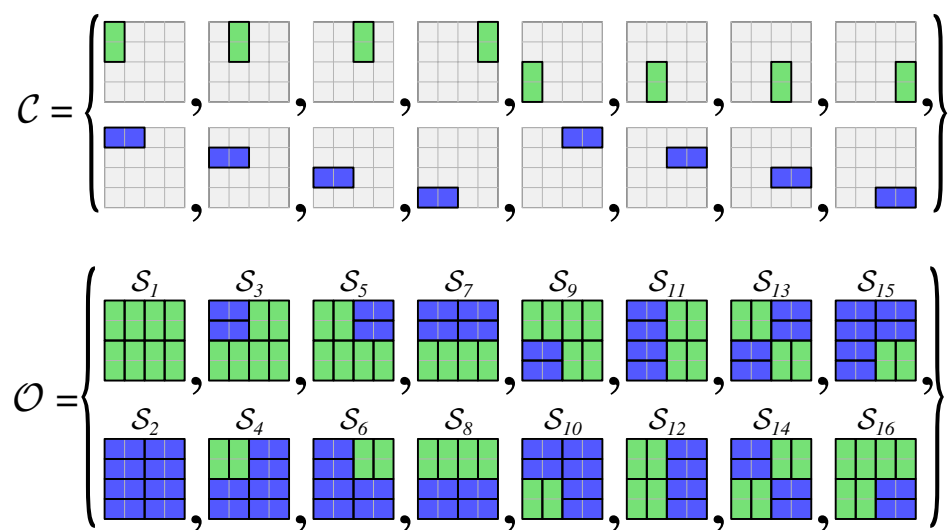 C = { , , , , , , ,
, , , , , , , }
S1 S3 S5 S7 S9 S11 S13 S15
O = { , , , , , , , ,
S2 S4 S6 S8 S10 S12 S14 S16
, , , , , , , }